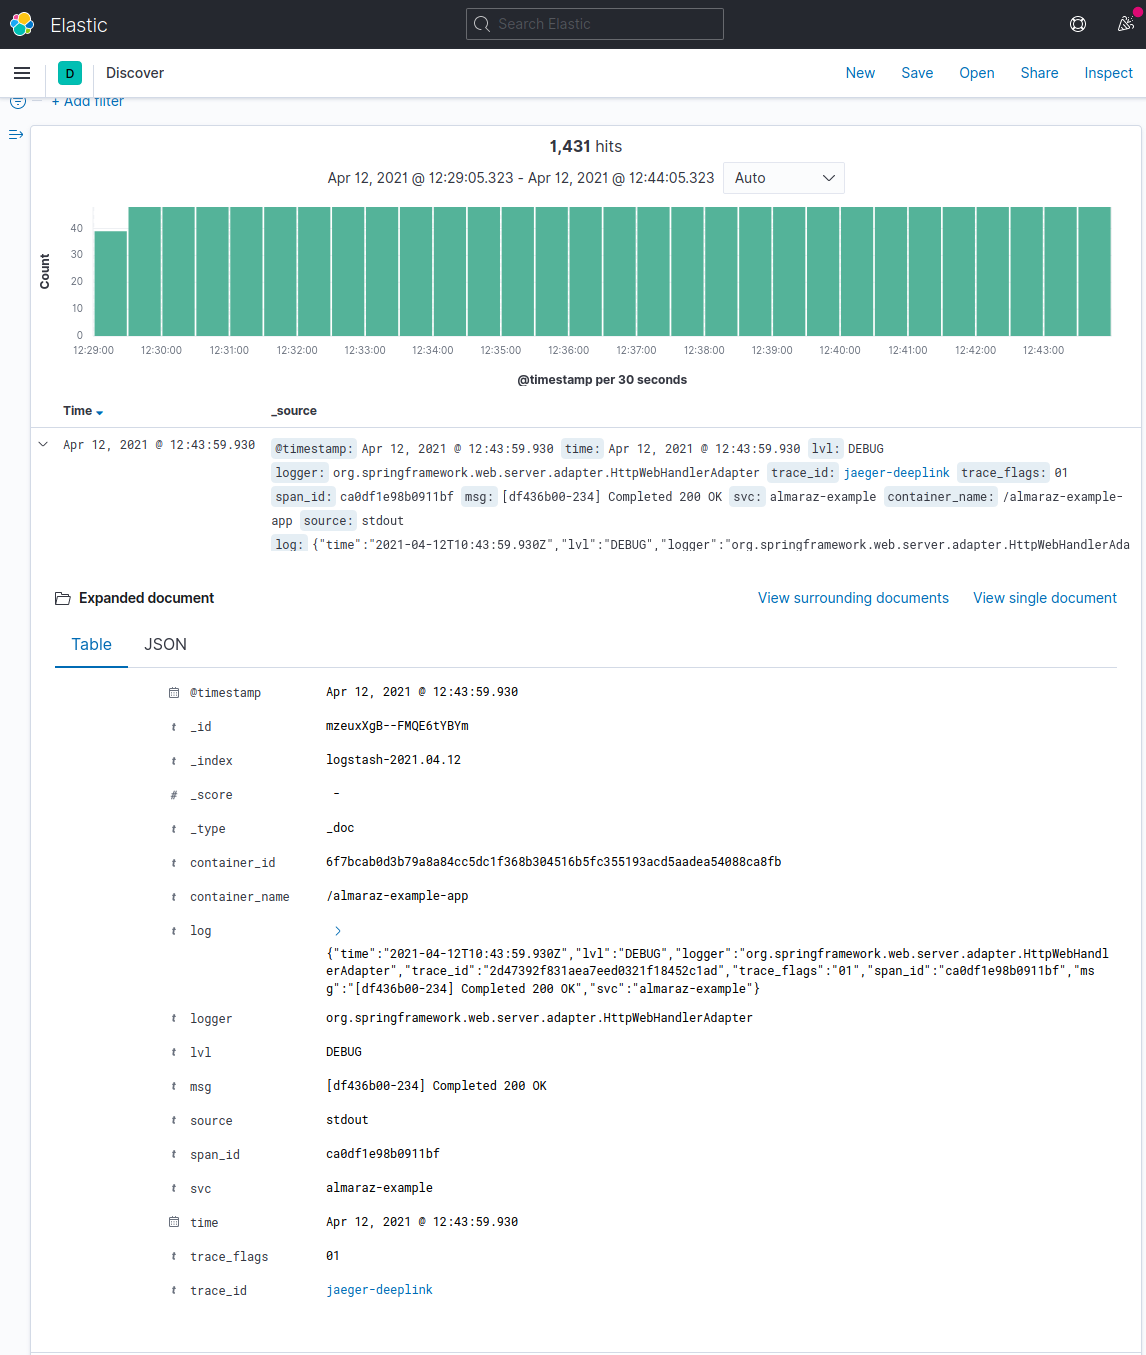 Elastic
Search Elastic
D
Discover
New
Save
Open
Share
Inspect
+ Add filter
1,431 hits
Apr 12, 2021 @ 12:29:05.323 - Apr 12, 2021 @ 12:44:05.323
Auto
Count
40
30
20
10
0
12:29:00 12:30:00 12:31:00 12:32:00 12:33:00 12:34:00 12:35:00 12:36:00 12:37:00 12:38:00 12:39:00 12:40:00 12:41:00 12:42:00 12:43:00
@timestamp per 30 seconds
Time _source
Apr 12, 2021 @ 12:43:59.930
@timestamp: Apr 12, 2021 @ 12:43:59.930 time: Apr 12, 2021 @ 12:43:59.930 lvl: DEBUG
logger: org.springframework.web.server.adapter.HttpWebHandlerAdapter trace_id: jaeger-deeplink trace_flags: 01
span_id: ca0df1e98b0911bf msg: [df436b00-234] Completed 200 OK svc: almaraz-example container_name: /almaraz-example-
app source: stdout
log: {"time":"2021-04-12T10:43:59.930Z","lvl":"DEBUG","logger":"org.springframework.web.server.adapter.HttpWebHandlerAda
Expanded document
View surrounding documents
View single document
Table
JSON
@timestamp Apr 12, 2021 @ 12:43:59.930
t _id mzeuxXgB--FMQE6tYBYm
t _index logstash-2021.04.12
# _score -
t _type _doc
t container_id 6f7bcab0d3b79a8a84cc5dc1f368b304516b5fc355193acd5aadea54088ca8fb
t container_name /almaraz-example-app
t log
{"time":"2021-04-12T10:43:59.930Z","lvl":"DEBUG","logger":"org.springframework.web.server.adapter.HttpWebHandl
erAdapter","trace_id":"2d47392f831aea7eed0321f18452c1ad","trace_flags":"01","span_id":"ca0df1e98b0911bf","ms
g":"[df436b00-234] Completed 200 OK","svc":"almaraz-example"}
t logger org.springframework.web.server.adapter.HttpWebHandlerAdapter
t lvl DEBUG
t msg [df436b00-234] Completed 200 OK
t source stdout
t span_id ca0df1e98b0911bf
t svc almaraz-example
time Apr 12, 2021 @ 12:43:59.930
t trace_flags 01
t trace_id jaeger-deeplink